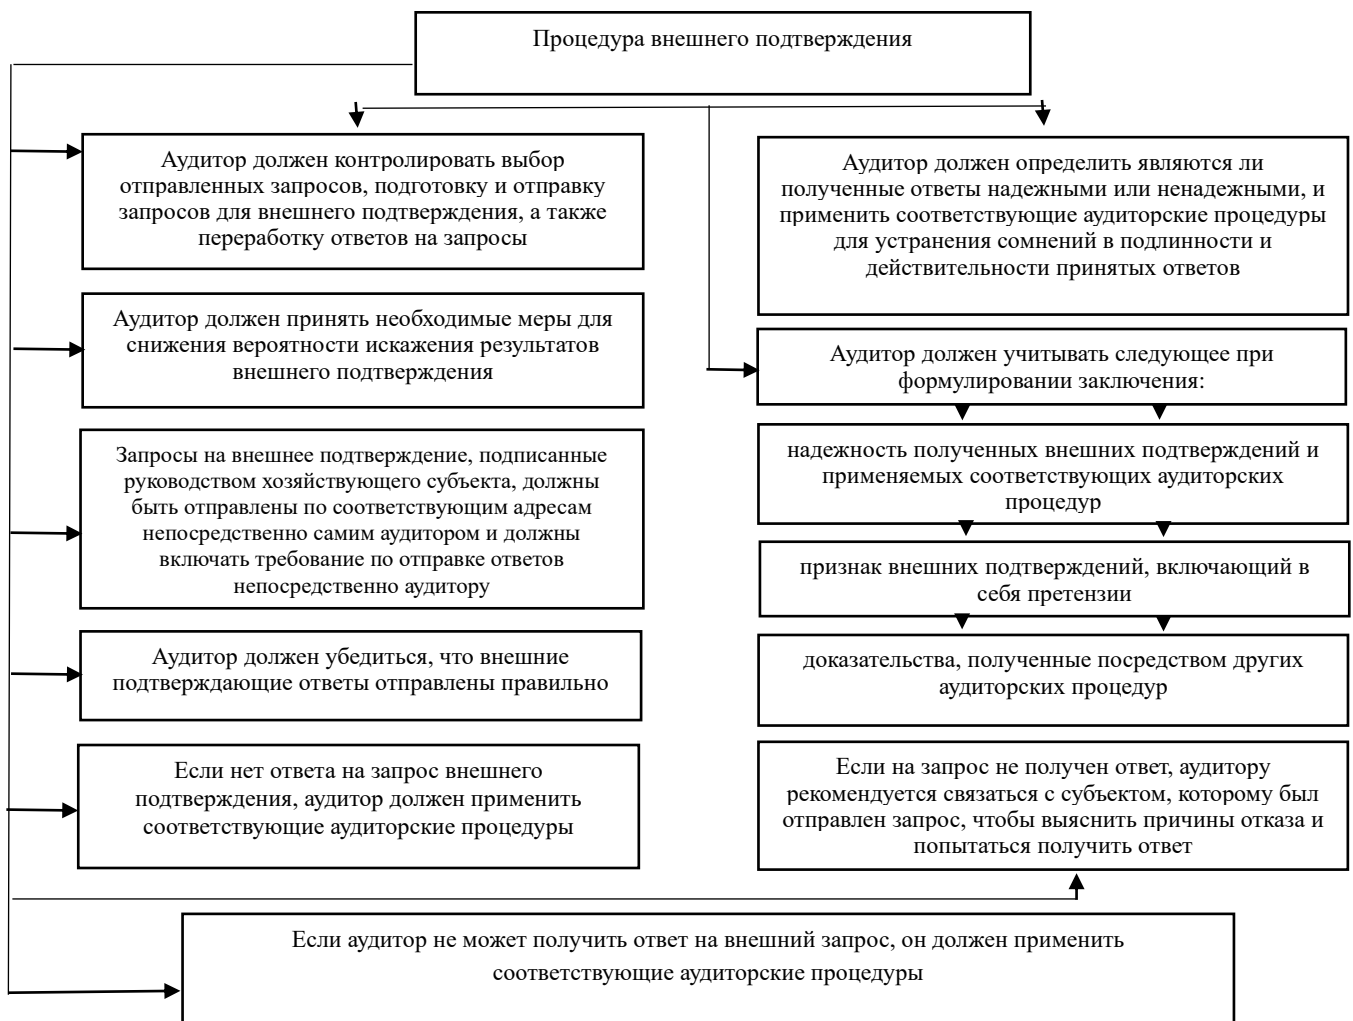 Процедура внешнего подтверждения
Аудитор должен контролировать выбор
отправленных запросов, подготовку и отправку
запросов для внешнего подтверждения, а также
переработку ответов на запросы
Аудитор должен принять необходимые меры для
снижения вероятности искажения результатов
внешнего подтверждения
Запросы на внешнее подтверждение, подписанные
руководством хозяйствующего субъекта, должны
быть отправлены по соответствующим адресам
непосредственно самим аудитором и должны
включать требование по отправке ответов
непосредственно аудитору
Аудитор должен убедиться, что внешние
подтверждающие ответы отправлены правильно
Если нет ответа на запрос внешнего
подтверждения, аудитор должен применить
соответствующие аудиторские процедуры
Аудитор должен определить являются ли
полученные ответы надежными или ненадежными, и
применить соответствующие аудиторские процедуры
для устранения сомнений в подлинности и
действительности принятых ответов
Аудитор должен учитывать следующее при
формулировании заключения:
надежность полученных внешних подтверждений и
применяемых соответствующих аудиторских
процедур
признак внешних подтверждений, включающий в
себя претензии
доказательства, полученные посредством других
аудиторских процедур
Если на запрос не получен ответ, аудитору
рекомендуется связаться с субъектом, которому был
отправлен запрос, чтобы выяснить причины отказа и
попытаться получить ответ
Если аудитор не может получить ответ на внешний запрос, он должен применить
соответствующие аудиторские процедуры